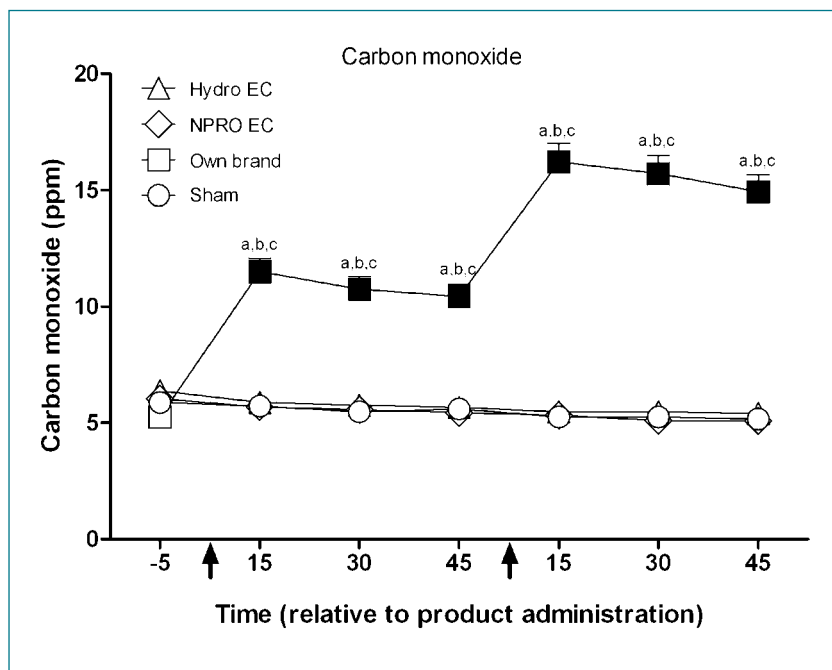 Carbon monoxide
20
15
10
5
0
Carbon monoxide (ppm)
Hydro EC
NPRO EC
Own brand
Sham
a,b,c
a,b,c
a,b,c
a,b,c
a,b,c
a,b,c
-5 15 30 45 15 30 45
Time (relative to product administration)